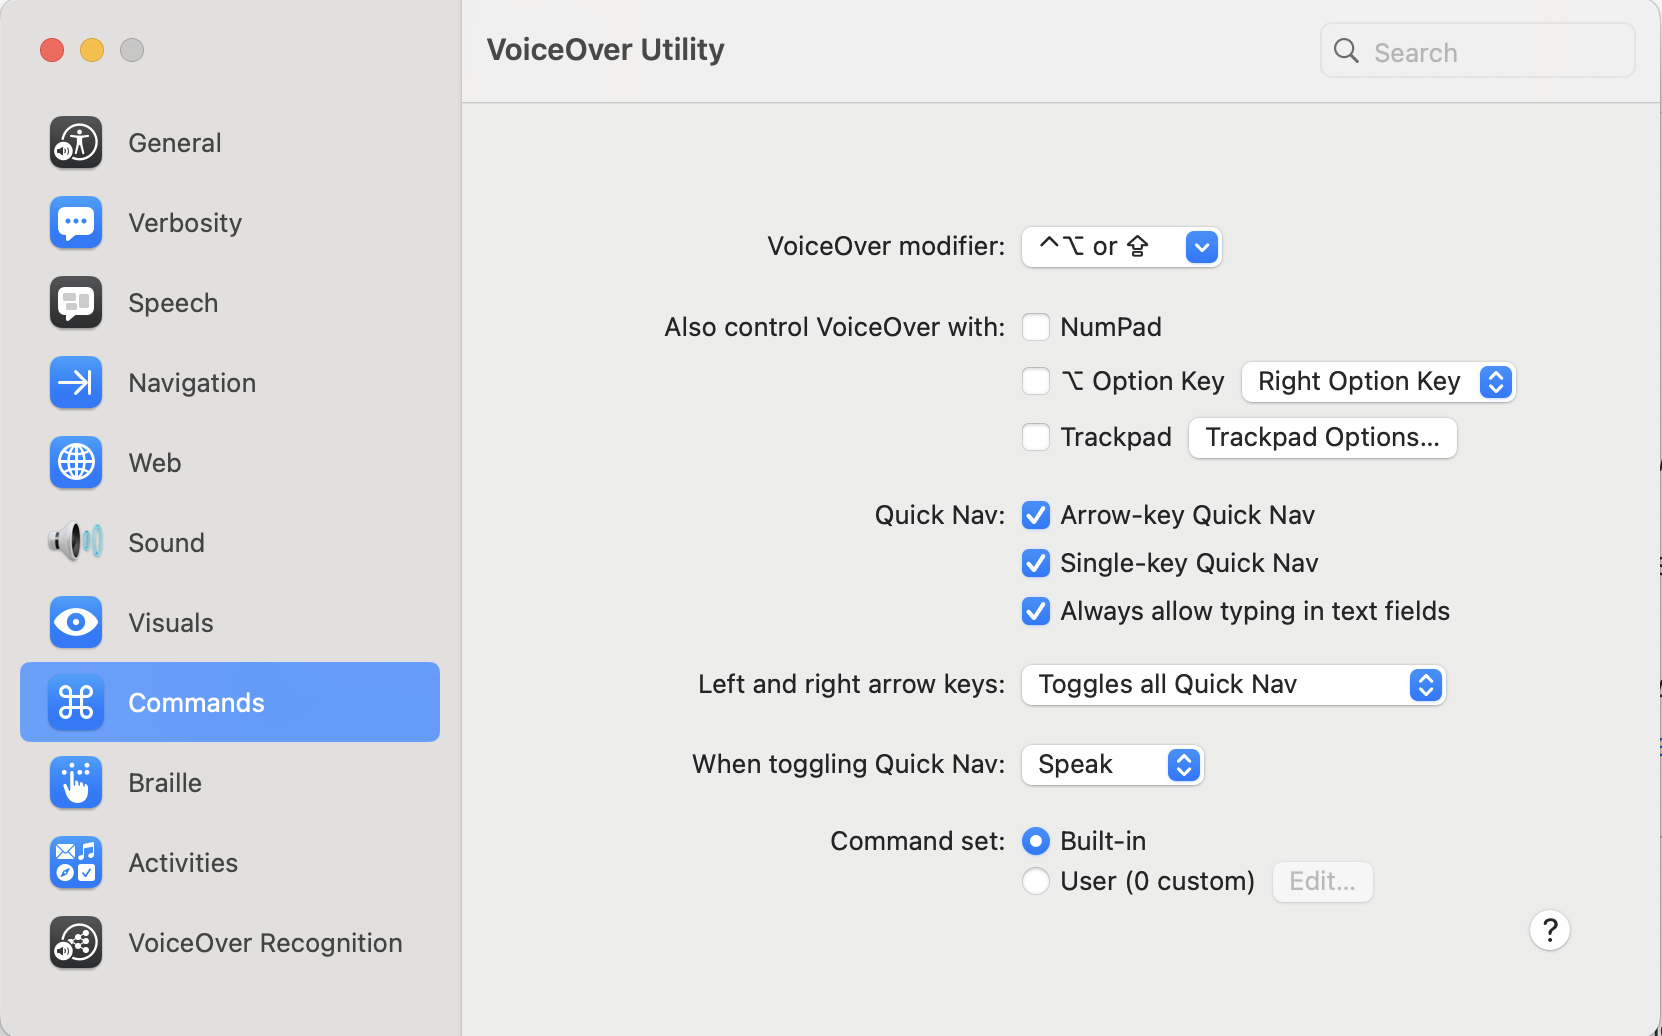 VoiceOver Utility
Search
General
Verbosity
Speech
Navigation
Web
Sound
Visuals
Commands
Braille
Activities
VoiceOver Recognition
VoiceOver modifier: ⌃⌥ or ⇪
Also control VoiceOver with: NumPad
⌥ Option Key Right Option Key
Trackpad Trackpad Options...
Quick Nav: Arrow-key Quick Nav
Single-key Quick Nav
Always allow typing in text fields
Left and right arrow keys: Toggles all Quick Nav
When toggling Quick Nav: Speak
Command set: Built-in
User (0 custom) Edit...
?